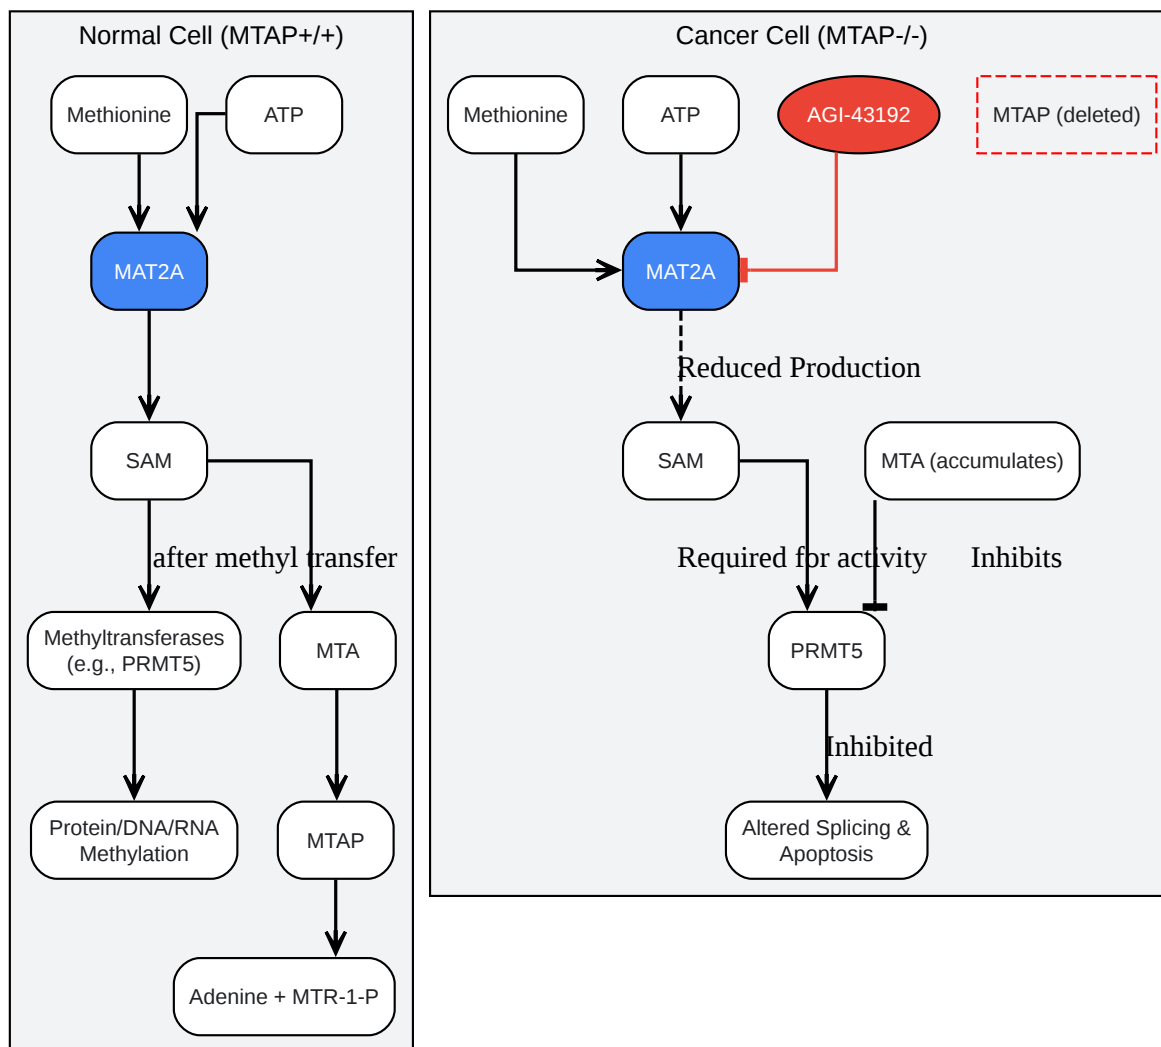 Normal Cell (MTAP+/+)
Methionine
ATP
MAT2A
SAM
after methyl transfer
Methyltransferases
(e.g., PRMT5)
MTA
Protein/DNA/RNA
Methylation
MTAP
Adenine + MTR-1-P
Cancer Cell (MTAP-/-)
Methionine
ATP
AGI-43192
MTAP (deleted)
MAT2A
Reduced Production
SAM
MTA (accumulates)
Required for activity
Inhibits
PRMT5
Inhibited
Altered Splicing &
Apoptosis